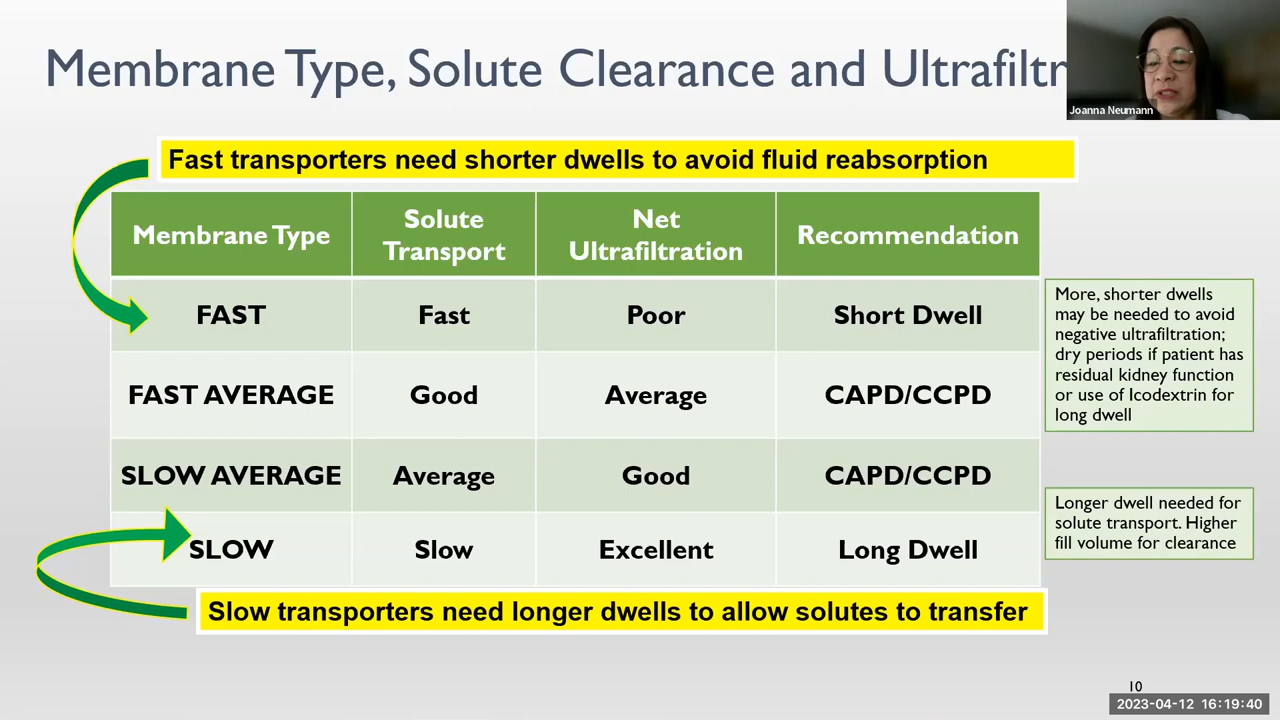 Membrane Type, Solute Clearance and Ultrafiltr
Joanna Neumann
Fast transporters need shorter dwells to avoid fluid reabsorption
Membrane Type
Solute
Transport
Net
Ultrafiltration
Recommendation
FAST
Fast
Poor
Short Dwell
FAST AVERAGE
Good
Average
CAPD/CCPD
SLOW AVERAGE
Average
Good
CAPD/CCPD
SLOW
Slow
Excellent
Long Dwell
More, shorter dwells
may be needed to avoid
negative ultrafiltration;
dry periods if patient has
residual kidney function
or use of Icodextrin for
long dwell
Longer dwell needed for
solute transport. Higher
fill volume for clearance
Slow transporters need longer dwells to allow solutes to transfer
10
2023-04-12 16:19:40